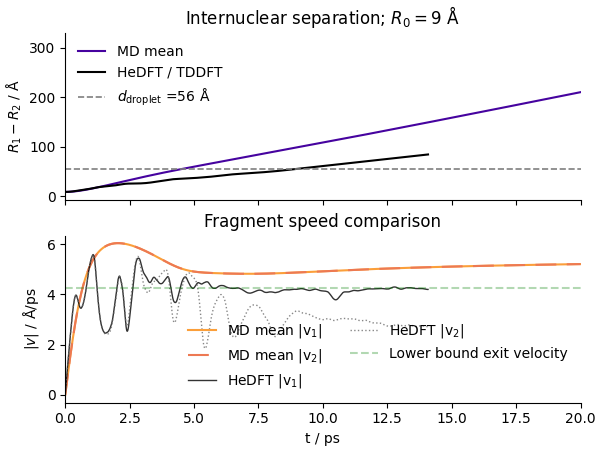 Internuclear separation; R₀ = 9 Å
300
200
100
0
R₁ − R₂ / Å
MD mean
HeDFT / TDDFT
d_droplet =56 Å
Fragment speed comparison
6
4
2
0
|v| / Å/ps
MD mean |v₁|
MD mean |v₂|
HeDFT |v₁|
HeDFT |v₂|
Lower bound exit velocity
0.0 2.5 5.0 7.5 10.0 12.5 15.0 17.5 20.0
t / ps